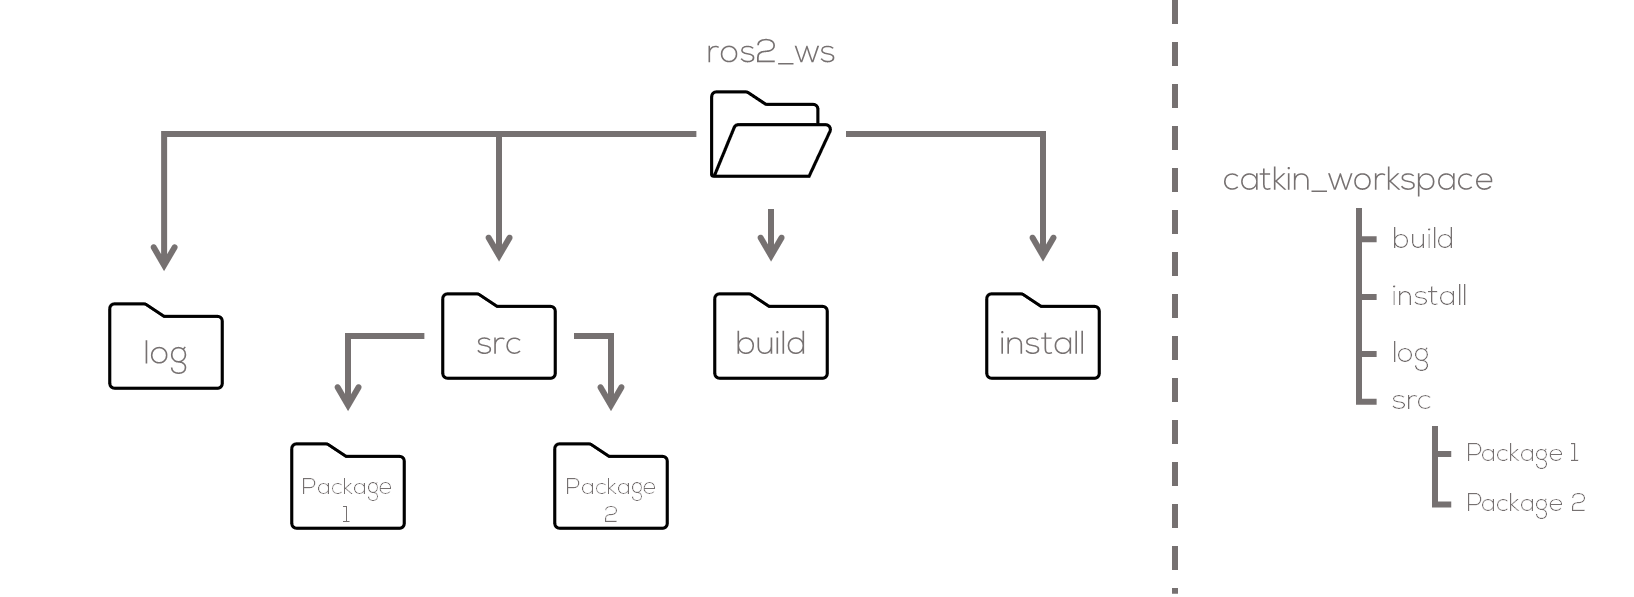 ros2_ws
log
src
build
install
Package
1
Package
2
catkin_workspace
build
install
log
src
Package 1
Package 2